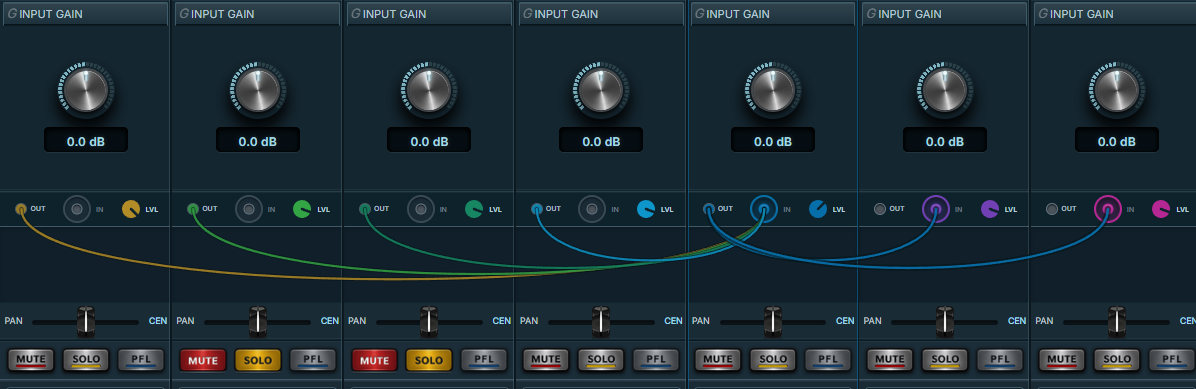 G INPUT GAIN G INPUT GAIN G INPUT GAIN G INPUT GAIN G INPUT GAIN G INPUT GAIN G INPUT GAIN
0.0 dB 0.0 dB 0.0 dB 0.0 dB 0.0 dB 0.0 dB 0.0 dB
OUT IN LVL OUT IN LVL OUT IN LVL OUT IN LVL OUT IN LVL OUT IN LVL OUT IN LVL
PAN CEN PAN CEN PAN CEN PAN CEN PAN CEN PAN CEN PAN CEN
MUTE SOLO PFL MUTE SOLO PFL MUTE SOLO PFL MUTE SOLO PFL MUTE SOLO PFL MUTE SOLO PFL MUTE SOLO PFL